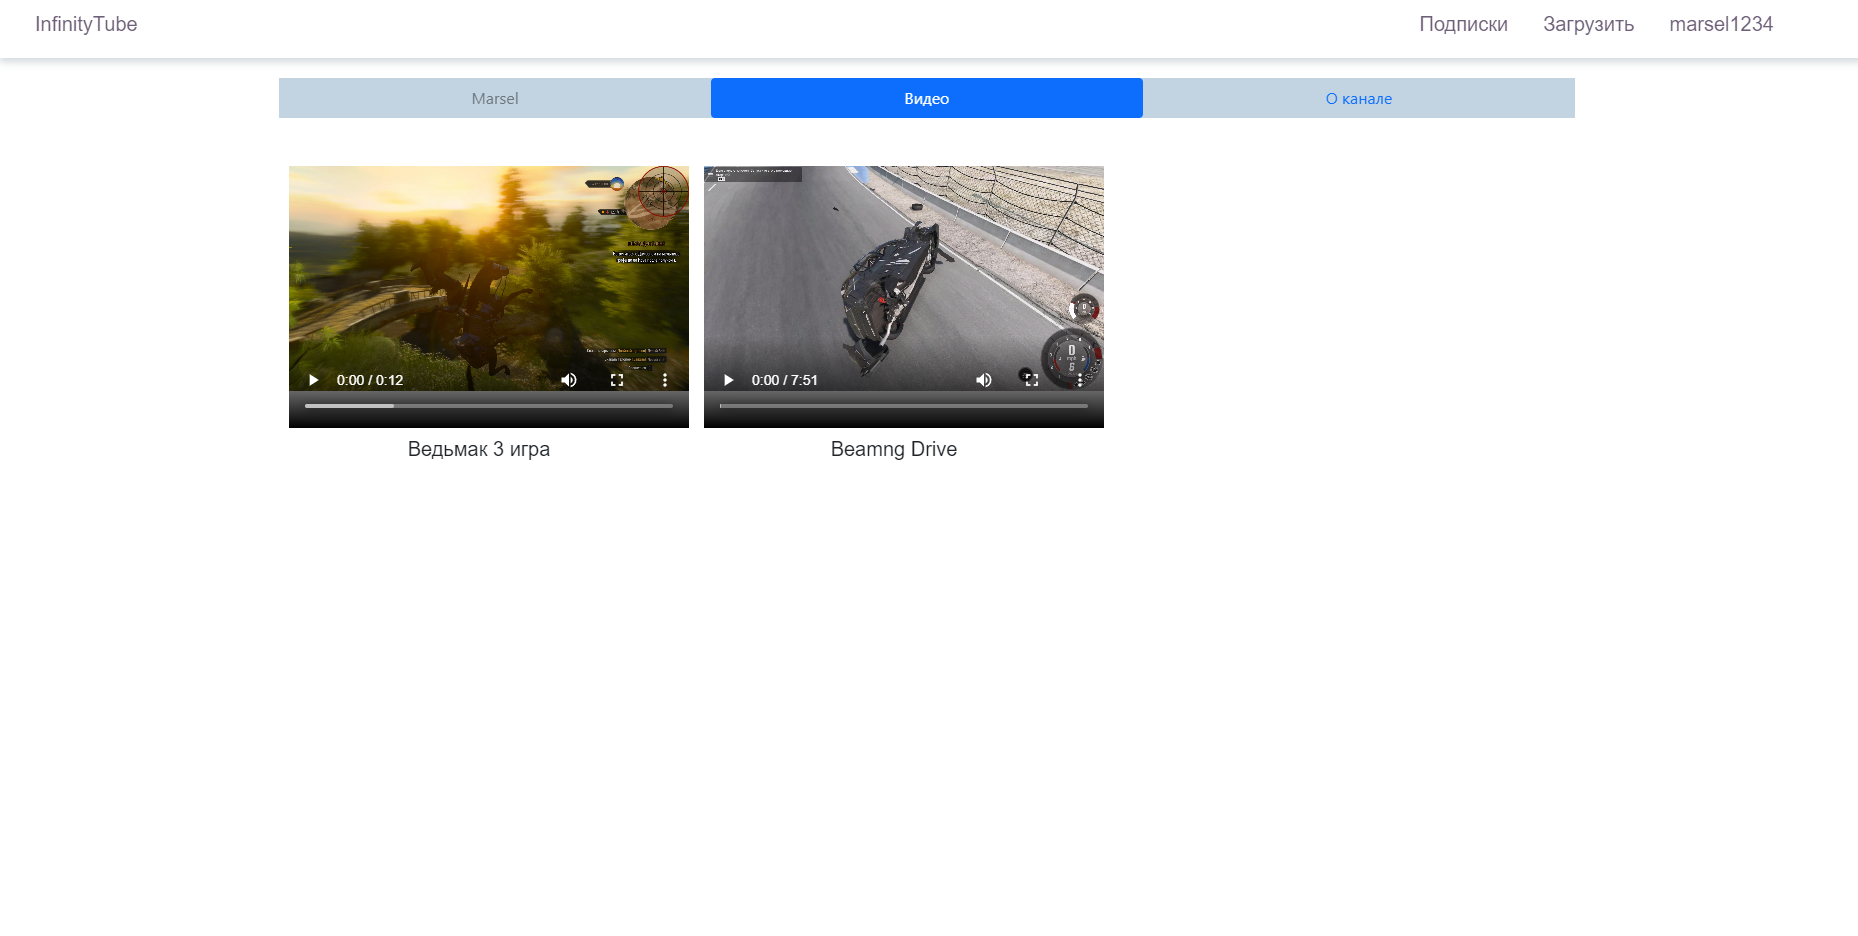 InfinityTube
Подписки
Загрузить
marsel1234
Marsel
Видео
О канале
0:00 / 0:12
0:00 / 7:51
Ведьмак 3 игра
Beamng Drive